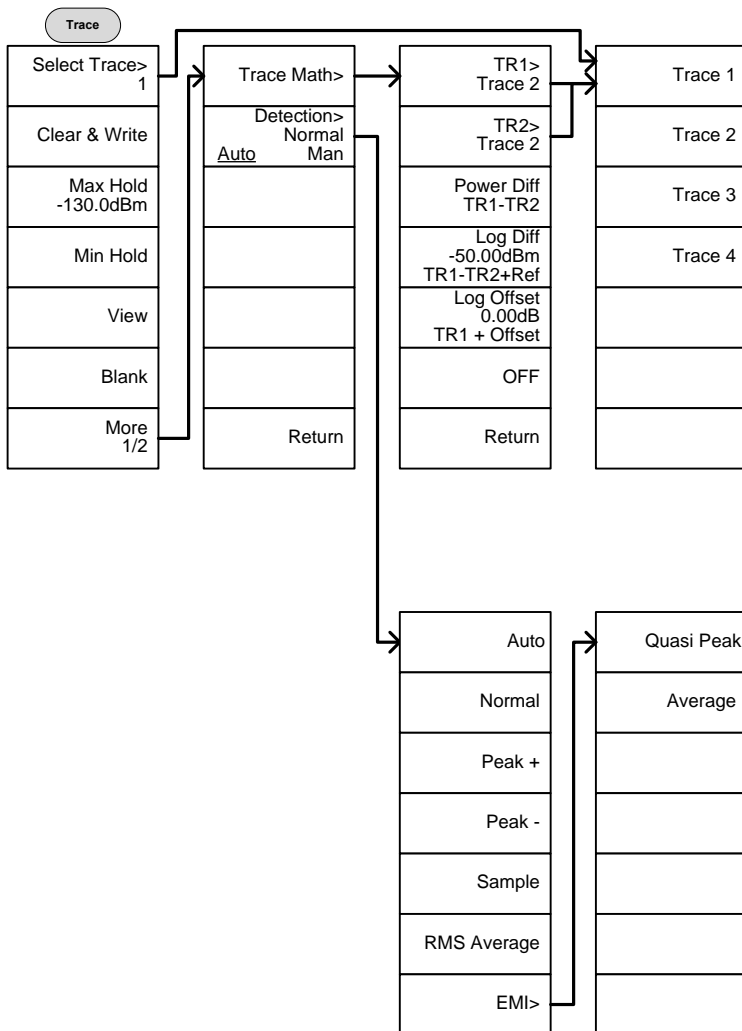 Trace
Select Trace>
1
Clear & Write
Max Hold
-130.0dBm
Min Hold
View
Blank
More
1/2
Trace Math>
Detection>
Normal
Auto Man
Return
TR1>
Trace 2
TR2>
Trace 2
Power Diff
TR1-TR2
Log Diff
-50.00dBm
TR1-TR2+Ref
Log Offset
0.00dB
TR1 + Offset
OFF
Return
Trace 1
Trace 2
Trace 3
Trace 4
Auto
Normal
Peak +
Peak -
Sample
RMS Average
EMI>
Quasi Peak
Average